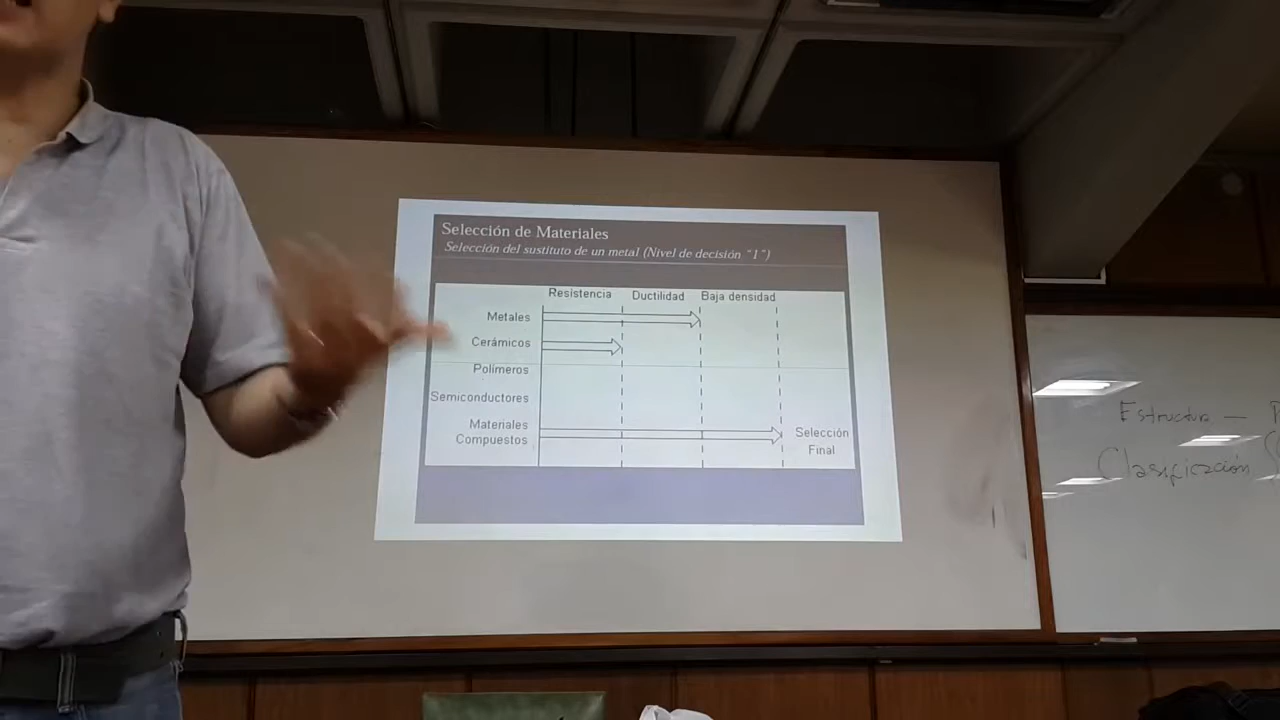 Selección de Materiales
Selección del sustituto de un metal (Nivel de decisión "1")
Resistencia Ductilidad Baja densidad
Metales
Cerámicos
Polímeros
Semiconductores
Materiales
Compuestos
Selección
Final
Estructura —
Clasificación